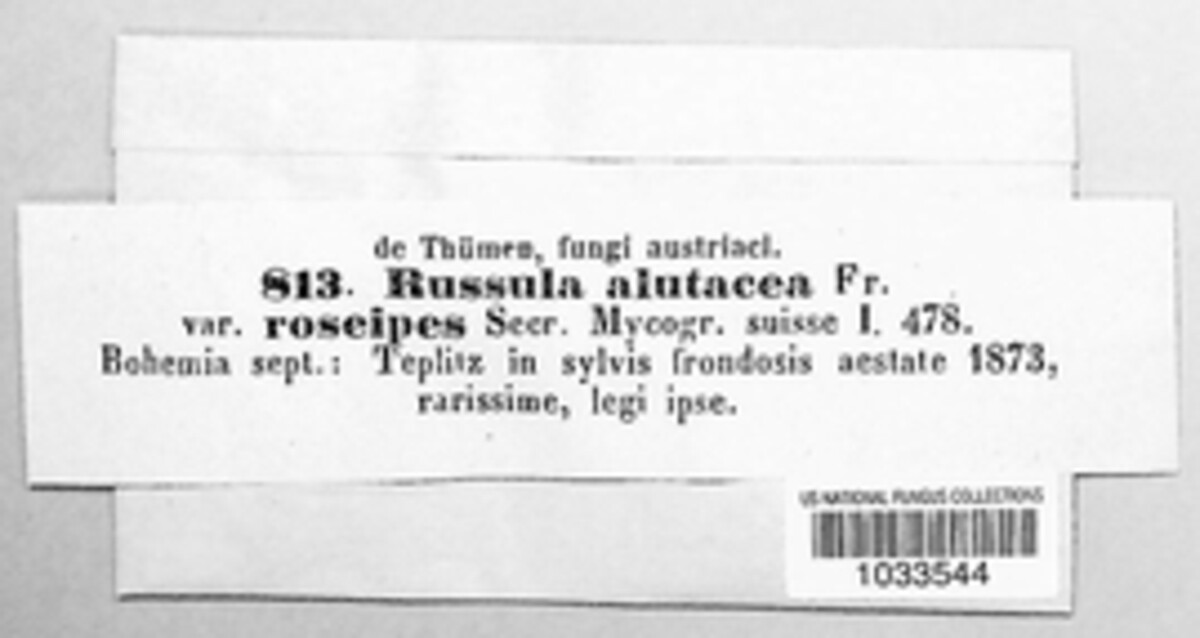 de Thümen, fungi austriaci.
813. Russula alutacea Fr.
var. roseipes Secr. Mycogr. suisse I. 478.
Bohemia sept.: Teplitz in sylvis frondosis aestate 1873,
rarissime, legi ipse.
US NATIONAL FUNGUS COLLECTIONS
1033544